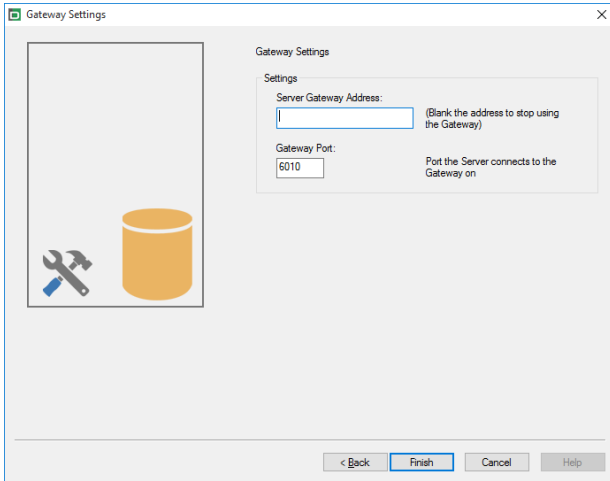 Gateway Settings
Gateway Settings
Settings
Server Gateway Address:
(Blank the address to stop using
the Gateway)
Gateway Port:
6010
Port the Server connects to the
Gateway on
< Back
Finish
Cancel
Help